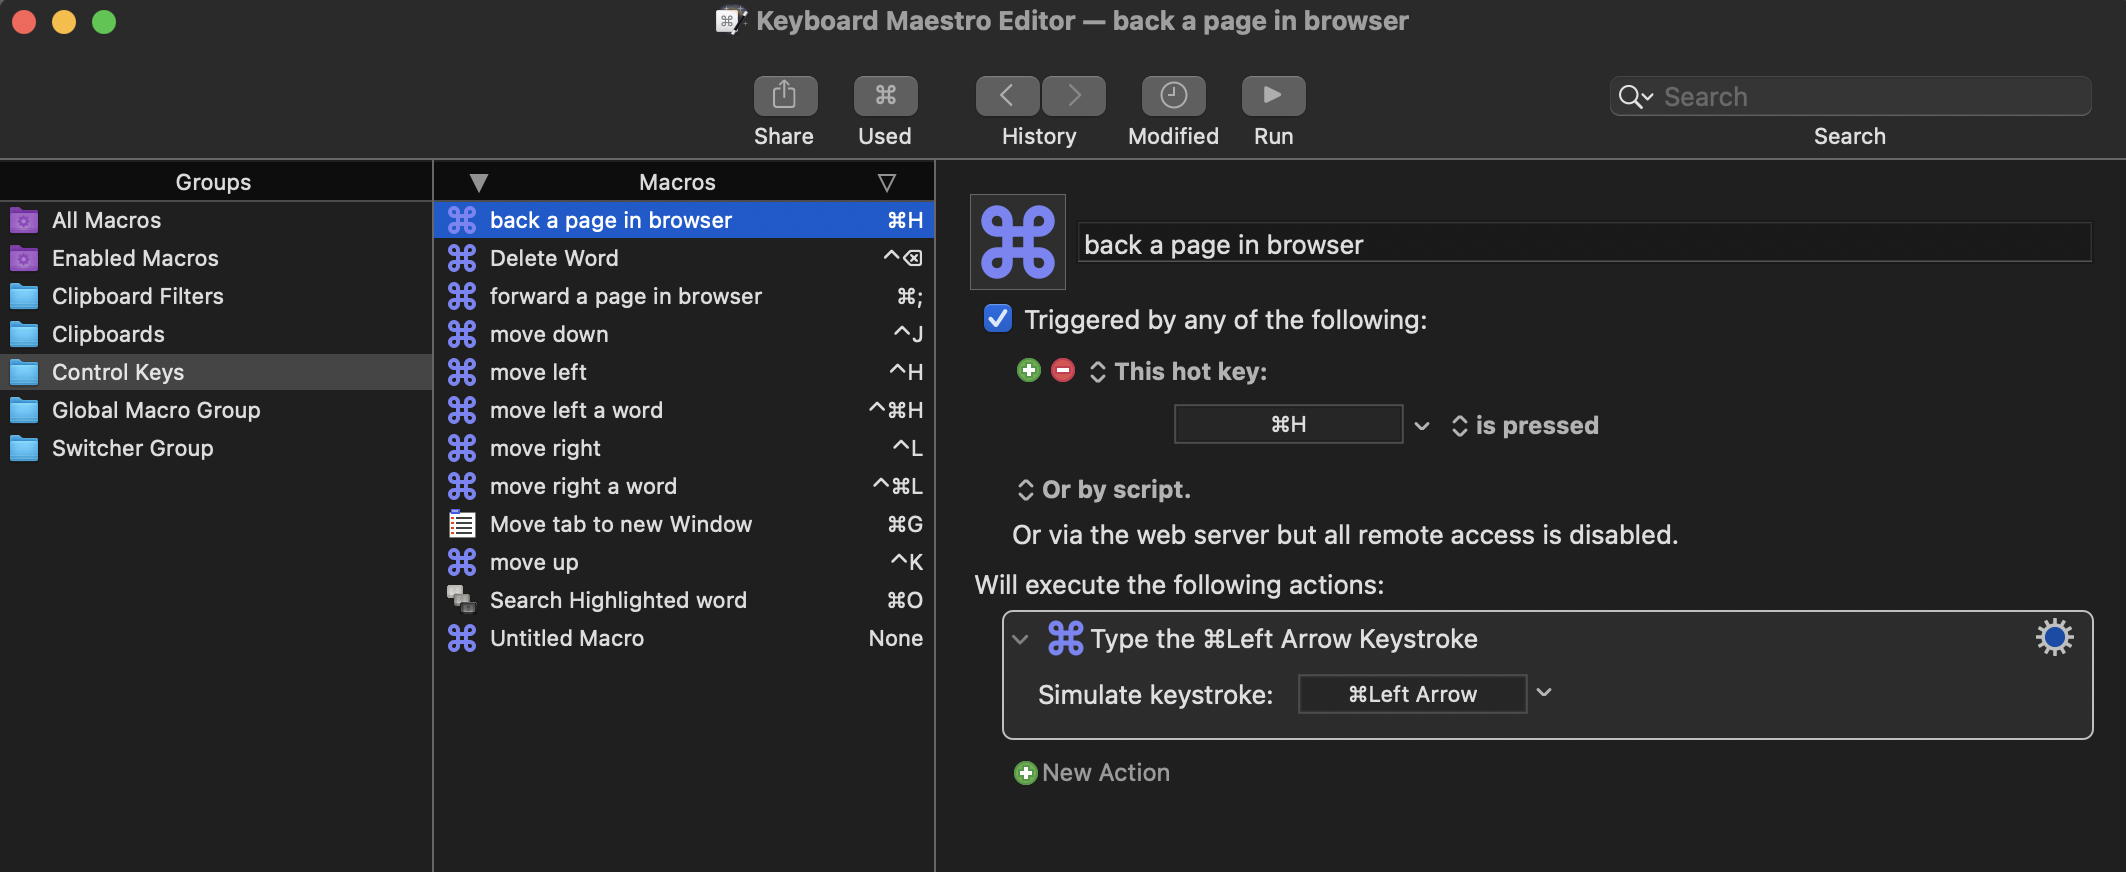 Keyboard Maestro Editor — back a page in browser
Share
Used
History
Modified
Run
Search
Search
Groups
All Macros
Enabled Macros
Clipboard Filters
Clipboards
Control Keys
Global Macro Group
Switcher Group
Macros
back a page in browser ⌘H
Delete Word ^⌫
forward a page in browser ⌘;
move down ^J
move left ^H
move left a word ^⌘H
move right ^L
move right a word ^⌘L
Move tab to new Window ⌘G
move up ^K
Search Highlighted word ⌘O
Untitled Macro None
back a page in browser
Triggered by any of the following:
This hot key:
⌘H is pressed
Or by script.
Or via the web server but all remote access is disabled.
Will execute the following actions:
Type the ⌘Left Arrow Keystroke
Simulate keystroke: ⌘Left Arrow
New Action